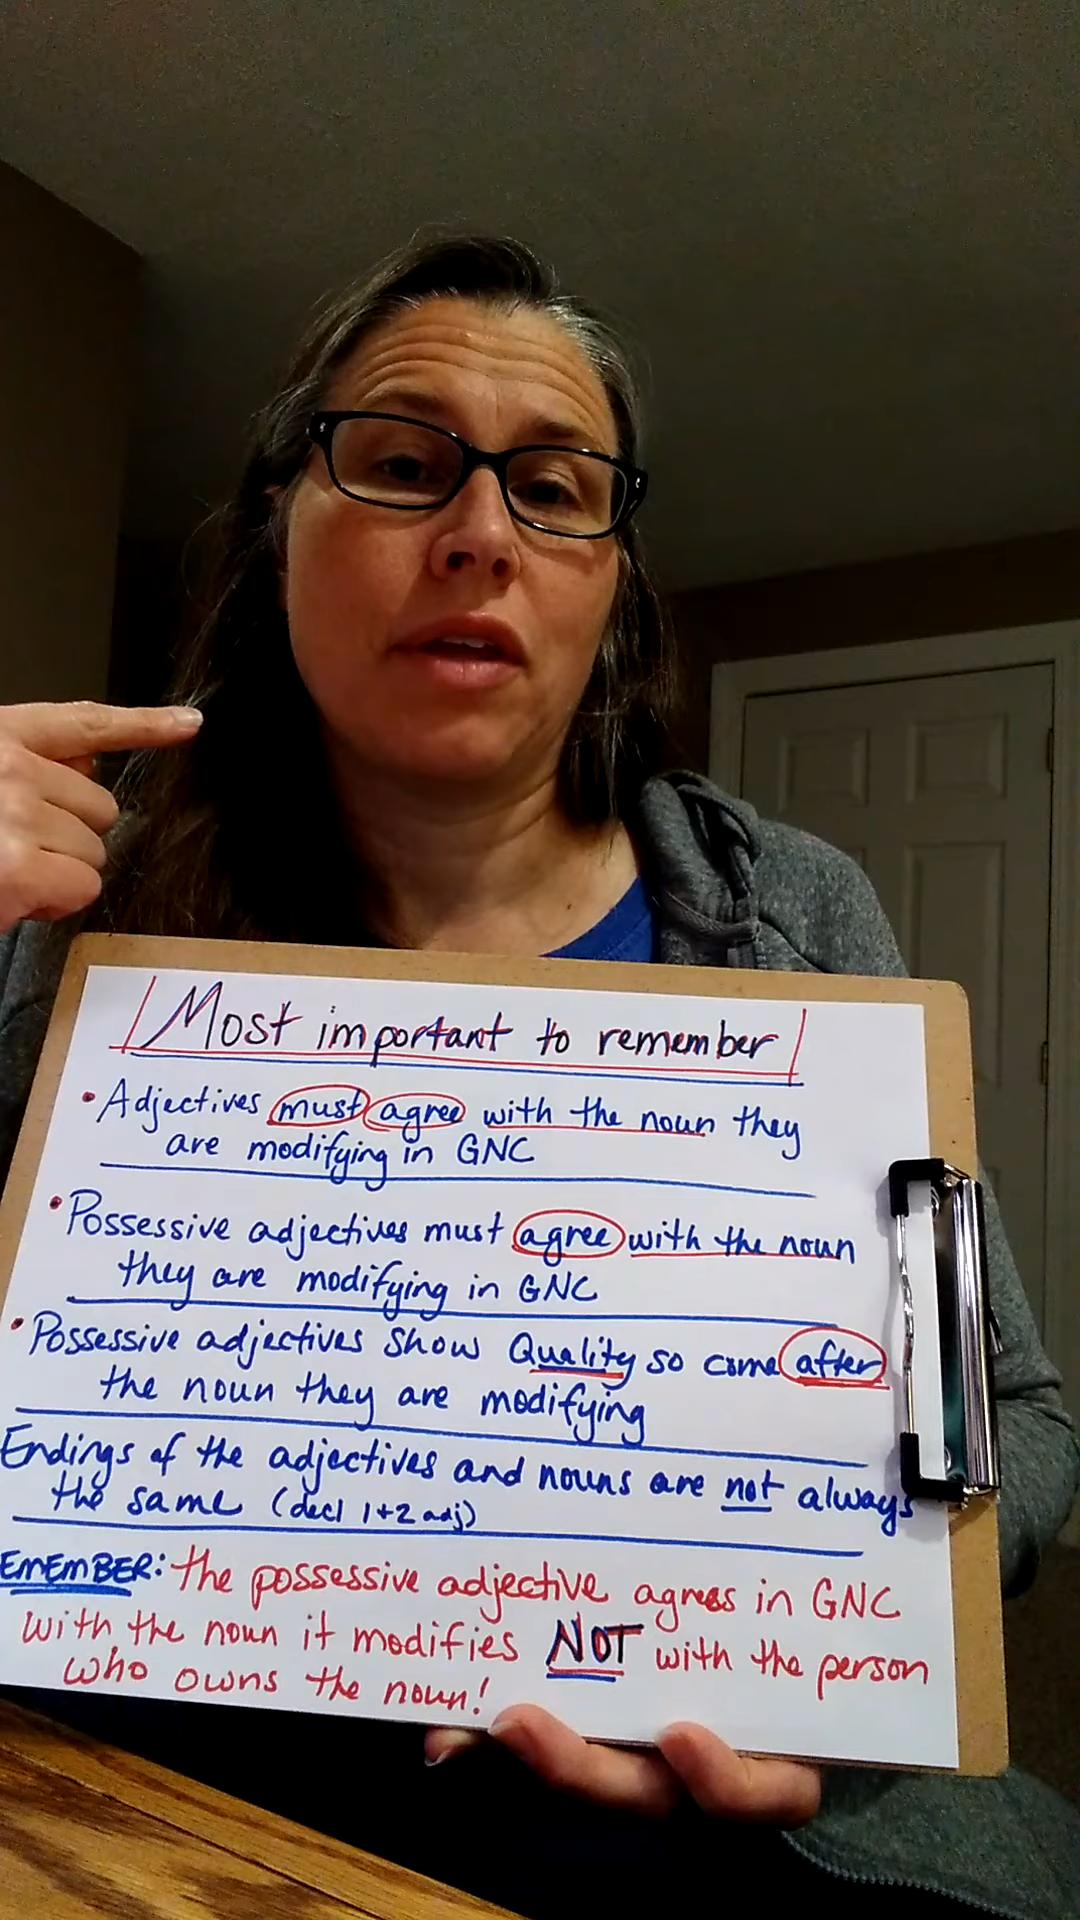 Most important to remember
• Adjectives must agree with the noun they
are modifying in GNC
• Possessive adjectives must agree with the noun
they are modifying in GNC
• Possessive adjectives show Quality so come after
the noun they are modifying
Endings of the adjectives and nouns are not always
the same (decl 1+2 adj)
EMEMBER: the possessive adjective agress in GNC
with the noun it modifies NOT with the person
who owns the noun!